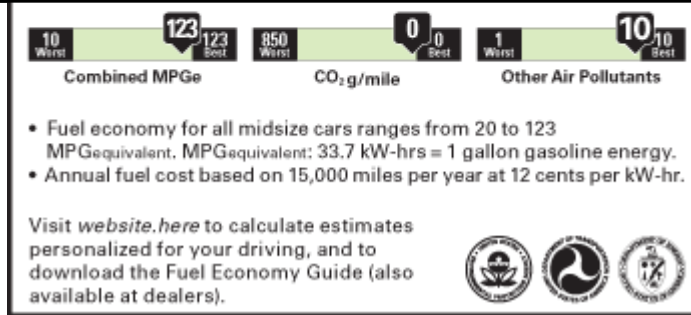 123
10
Worst
123
Best
Combined MPGe
0
850
Worst
0
Best
CO₂ g/mile
10
1
Worst
10
Best
Other Air Pollutants
• Fuel economy for all midsize cars ranges from 20 to 123
MPGequivalent. MPGequivalent: 33.7 kW-hrs = 1 gallon gasoline energy.
• Annual fuel cost based on 15,000 miles per year at 12 cents per kW-hr.
Visit website.here to calculate estimates
personalized for your driving, and to
download the Fuel Economy Guide (also
available at dealers).